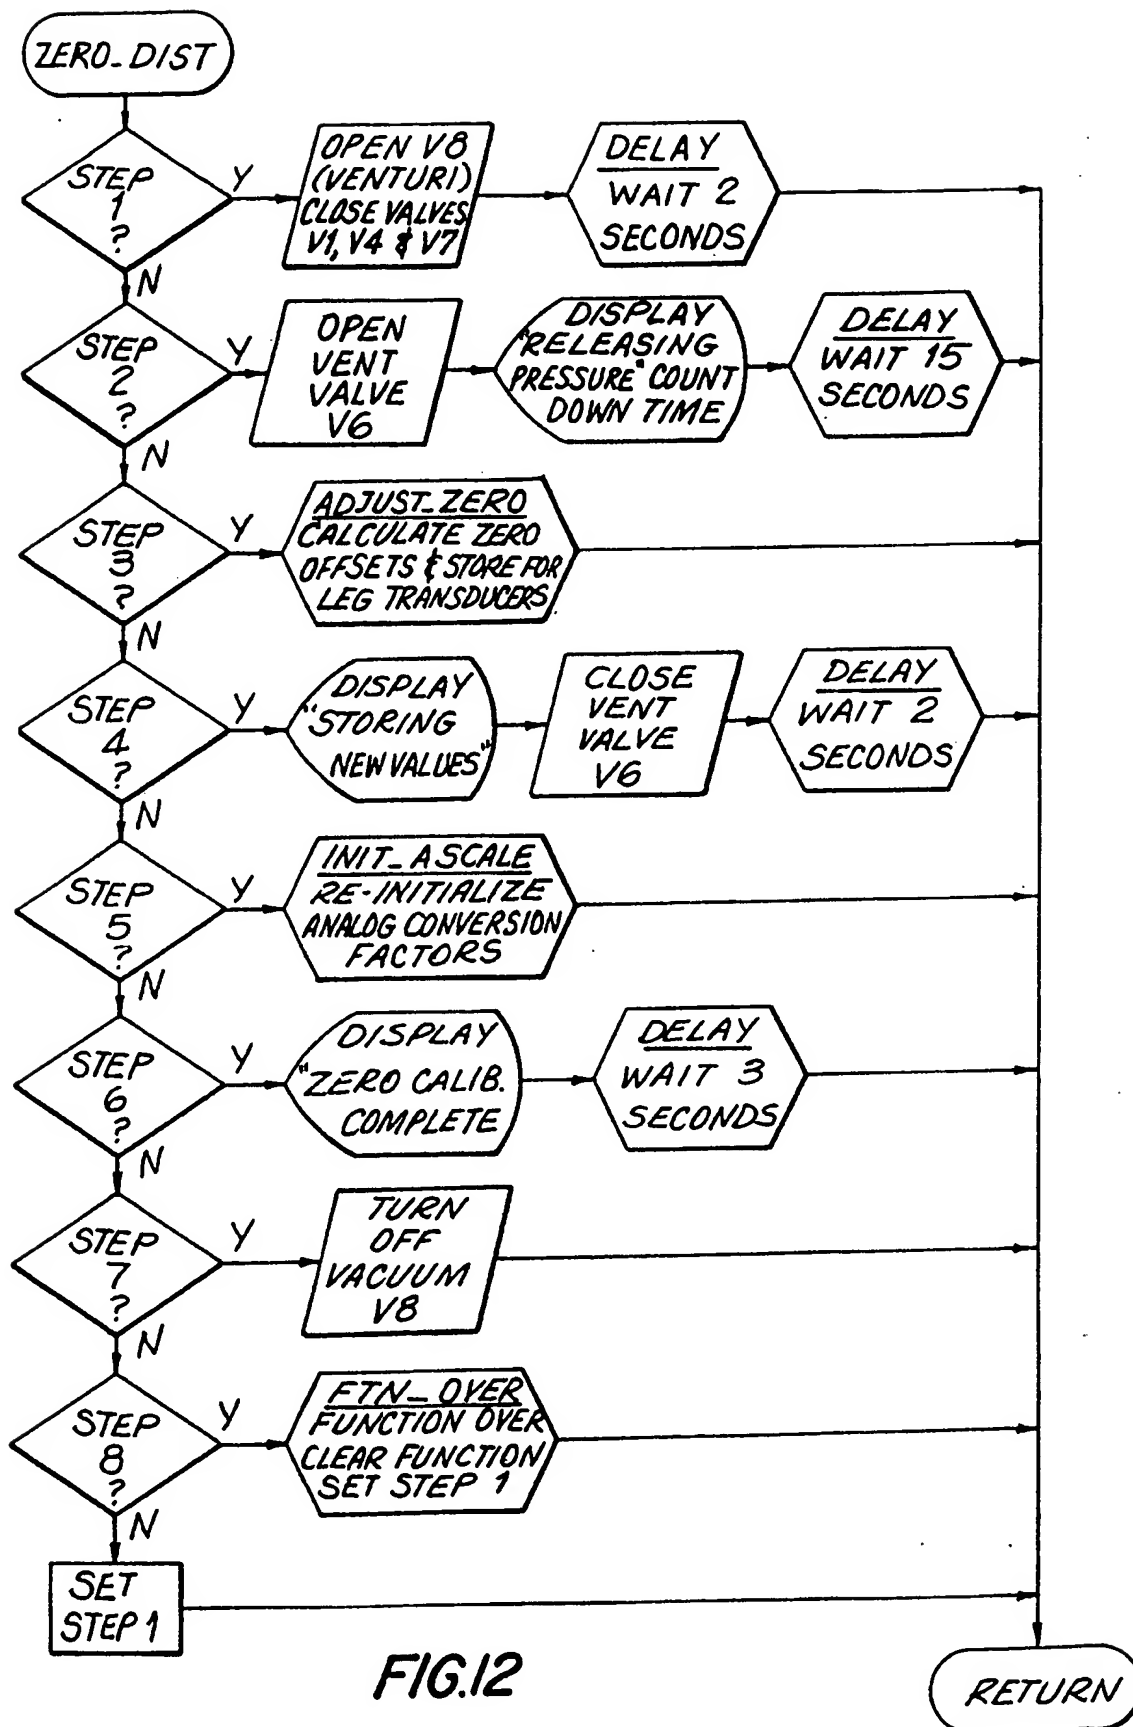 ZERO_DIST
STEP
1
?
Y
OPEN V8
(VENTURI)
CLOSE VALVES
V1, V4 & V7
DELAY
WAIT 2
SECONDS
N
STEP
2
?
Y
OPEN
VENT
VALVE
V6
DISPLAY
"RELEASING
PRESSURE" COUNT
DOWN TIME
DELAY
WAIT 15
SECONDS
N
STEP
3
?
Y
ADJUST_ZERO
CALCULATE ZERO
OFFSETS & STORE FOR
LEG TRANSDUCERS
N
STEP
4
?
Y
DISPLAY
"STORING
NEW VALUES"
CLOSE
VENT
VALVE
V6
DELAY
WAIT 2
SECONDS
N
STEP
5
?
Y
INIT_ASCALE
RE-INITIALIZE
ANALOG CONVERSION
FACTORS
N
STEP
6
?
Y
DISPLAY
"ZERO CALIB.
COMPLETE
DELAY
WAIT 3
SECONDS
N
STEP
7
?
Y
TURN
OFF
VACUUM
V8
N
STEP
8
?
Y
FTN_OVER
FUNCTION OVER
CLEAR FUNCTION
SET STEP 1
N
SET
STEP 1
RETURN
FIG.12